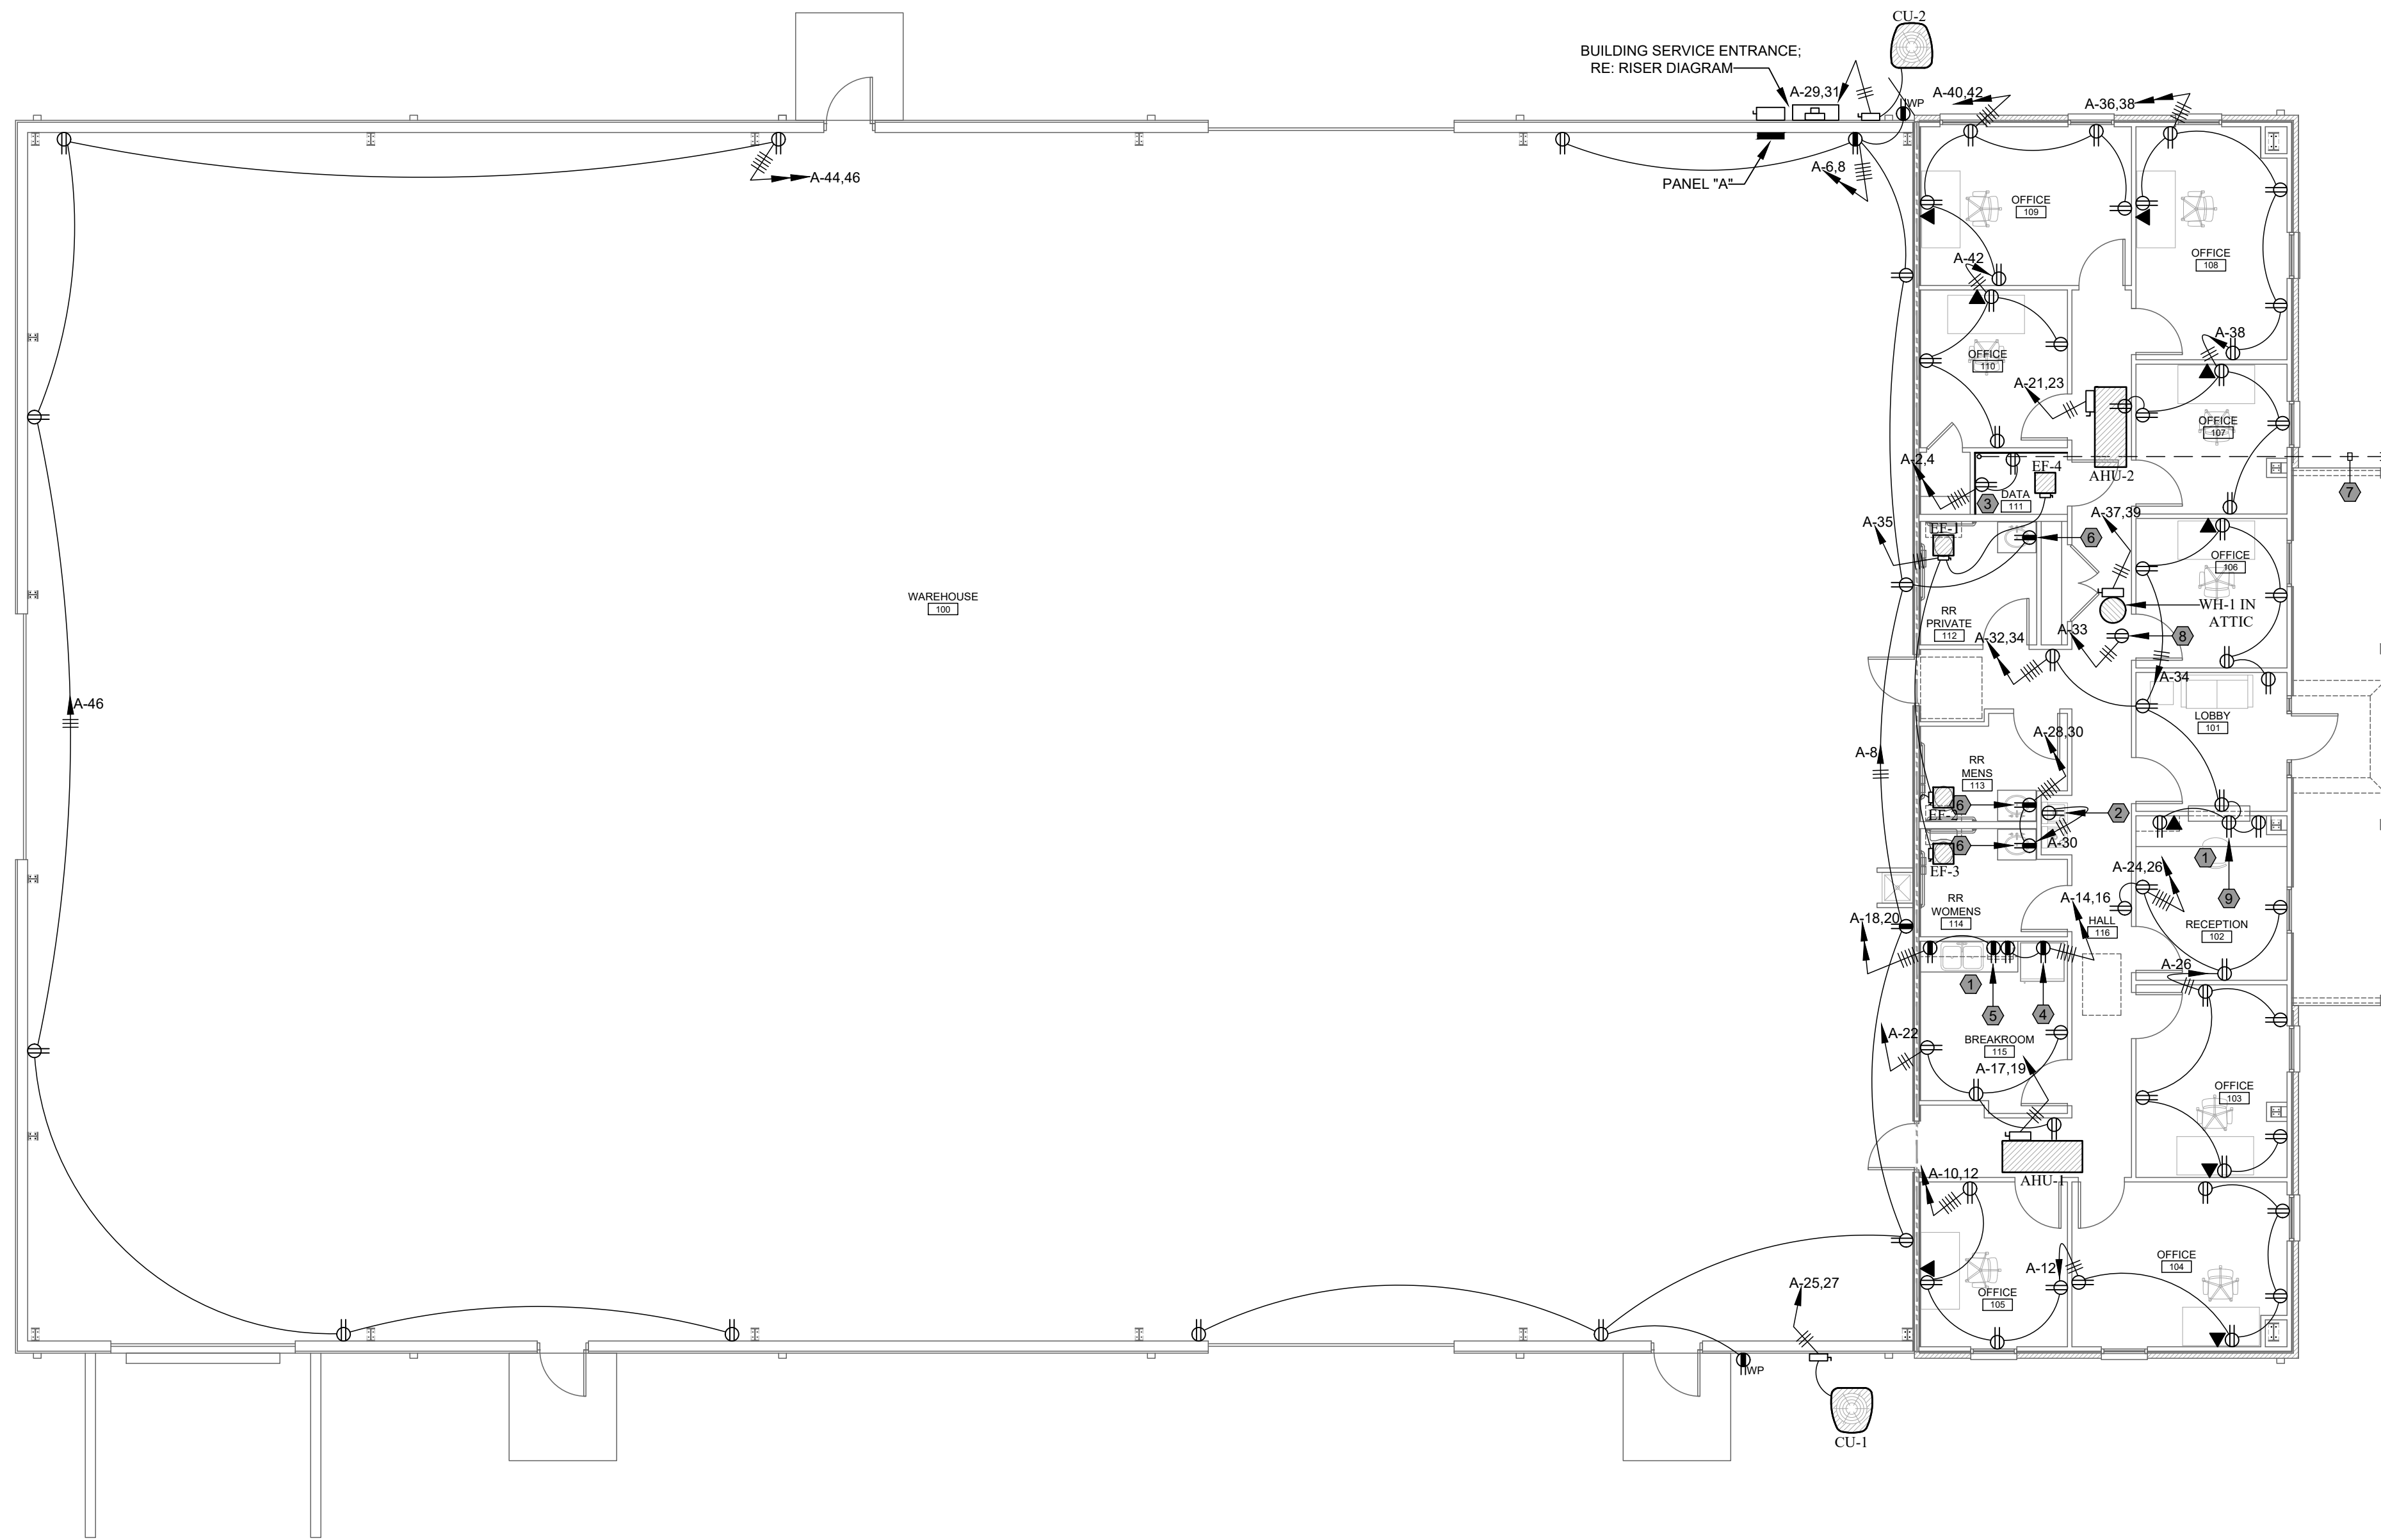 CU-2
BUILDING SERVICE ENTRANCE;
RE: RISER DIAGRAM
A-29,31
WP
A-40,42
A-36,38
A-44,46
A-6,8
PANEL "A"
OFFICE
109
OFFICE
108
A-42
A-38
OFFICE
110
A-21,23
OFFICE
107
A-2,4
EF-4
AHU-2
DATA
111
3
7
A-37,39
A-35
EF-1
6
OFFICE
106
WAREHOUSE
100
WH-1 IN
ATTIC
RR
PRIVATE
112
A-32,34
A-33
8
A-34
A-46
LOBBY
101
A-28,30
A-8
RR
MENS
113
6
EF-2
2
6
A-30
EF-3
1
A-24,26
9
RR
WOMENS
114
A-14,16
HALL
116
RECEPTION
102
A-18,20
A-26
1
5
4
A-22
BREAKROOM
115
A-17,19
OFFICE
103
A-10,12
AHU-1
OFFICE
104
A-12
OFFICE
105
A-25,27
WP
CU-1